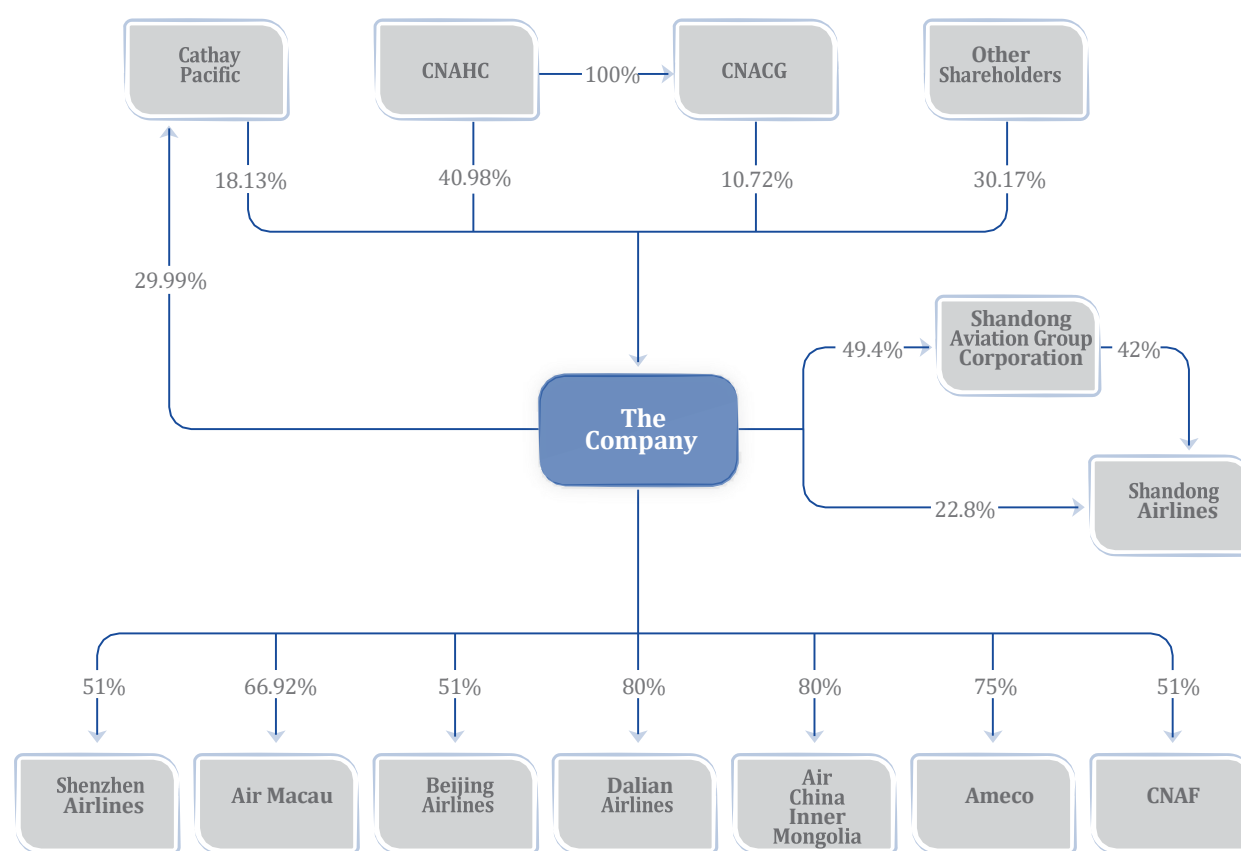 Cathay
Pacific
CNAHC
100%
CNACG
Other
Shareholders
18.13%
40.98%
10.72%
30.17%
29.99%
Shandong
Aviation Group
Corporation
49.4%
42%
The
Company
Shandong
Airlines
22.8%
51%
66.92%
51%
80%
80%
75%
51%
Shenzhen
Airlines
Air Macau
Beijing
Airlines
Dalian
Airlines
Air
China
Inner
Mongolia
Ameco
CNAF